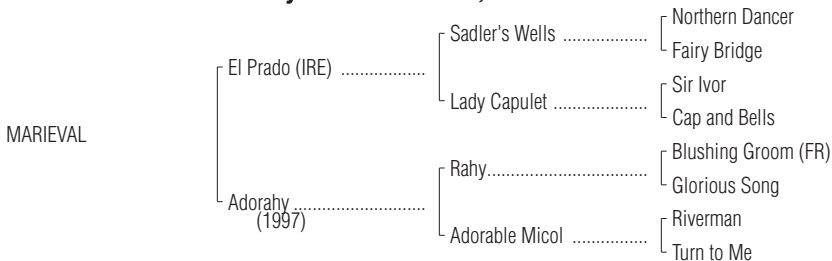 Northern Dancer
Sadler's Wells ..................
Fairy Bridge
El Prado (IRE) ..................
Sir Ivor
Lady Capulet ....................
Cap and Bells
MARIEVAL
Blushing Groom (FR)
Rahy..................................
Glorious Song
Adorahy ............................
(1997)
Riverman
Adorable Micol ................
Turn to Me